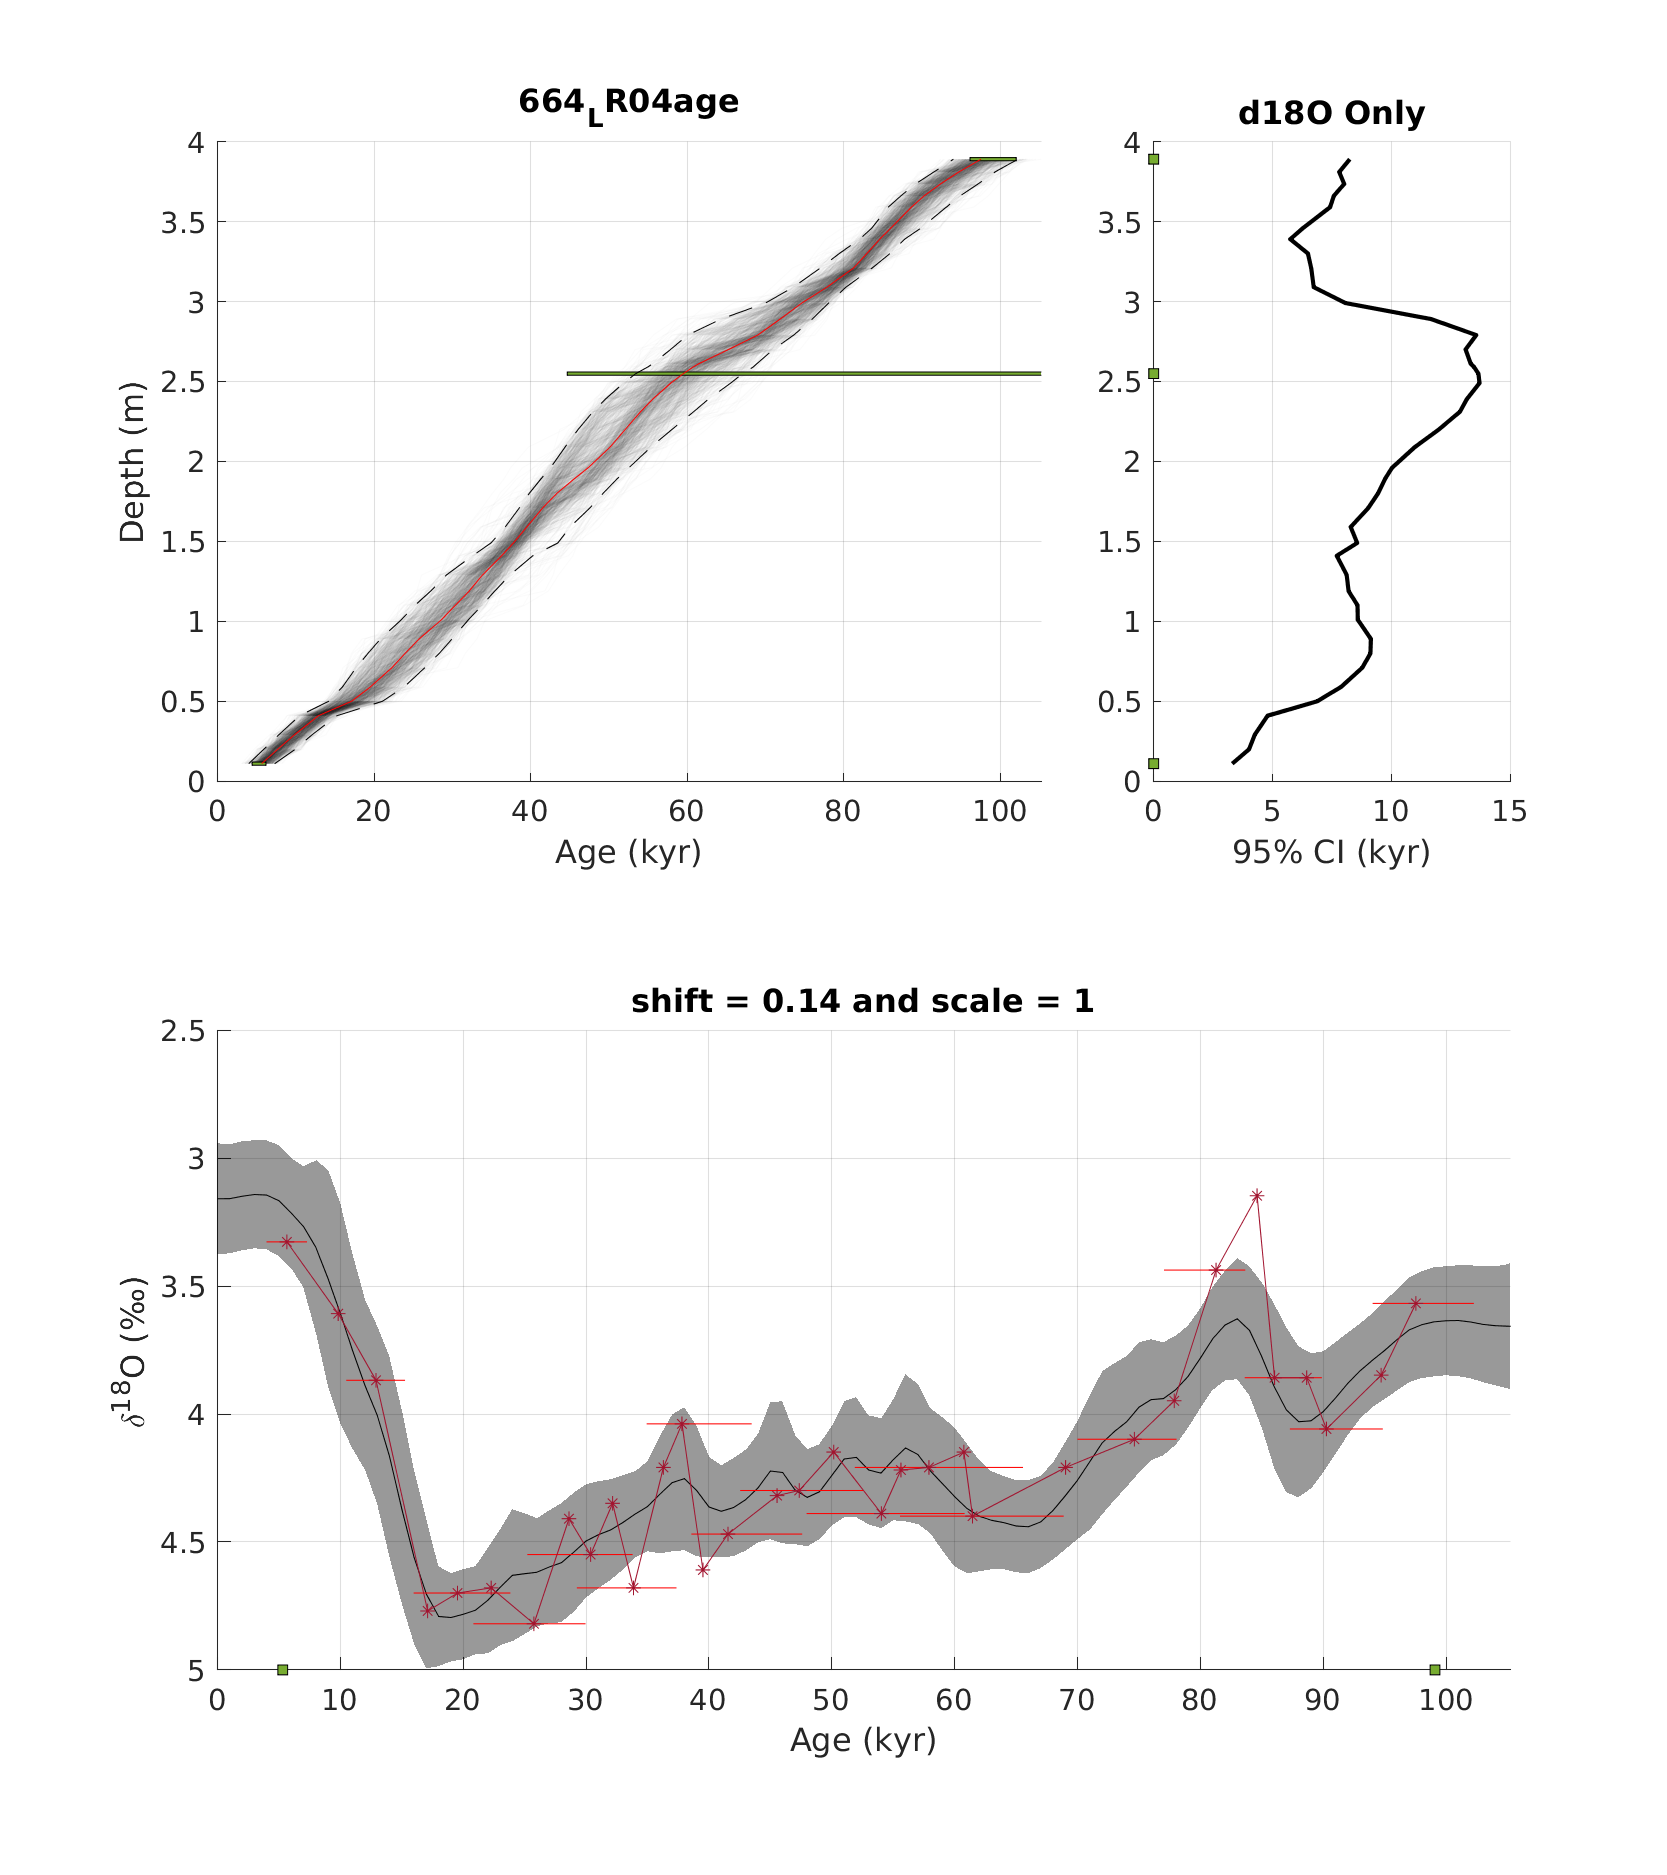 664LR04age
4
3.5
3
2.5
2
1.5
1
0.5
0
0 20 40 60 80 100
Depth (m)
Age (kyr)
d18O Only
4
3.5
3
2.5
2
1.5
1
0.5
0
0 5 10 15
95% CI (kyr)
shift = 0.14 and scale = 1
2.5
3
3.5
4
4.5
5
0 10 20 30 40 50 60 70 80 90 100
δ18O (‰)
Age (kyr)